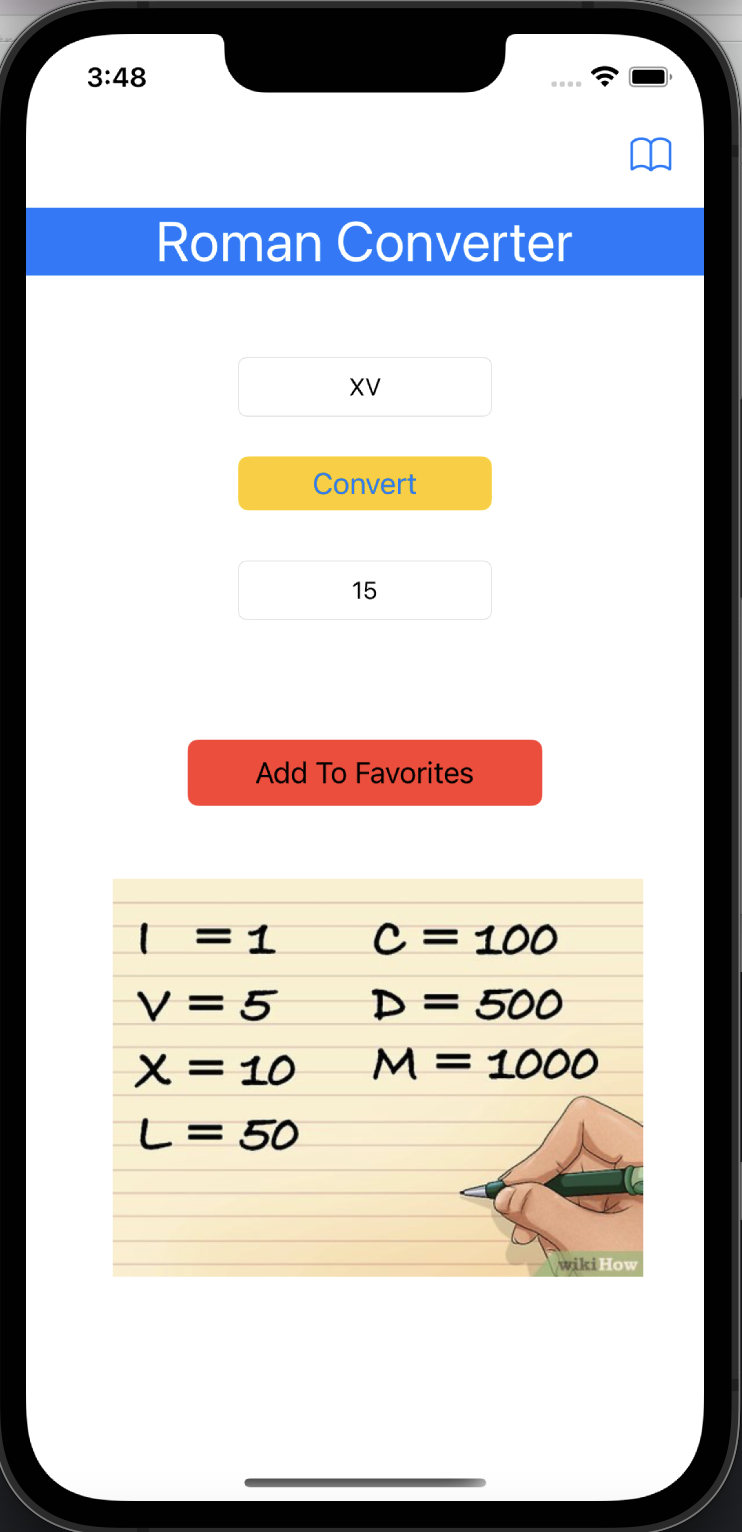 3:48
Roman Converter
XV
Convert
15
Add To Favorites
I = 1 C = 100
V = 5 D = 500
X = 10 M = 1000
L = 50
wikiHow